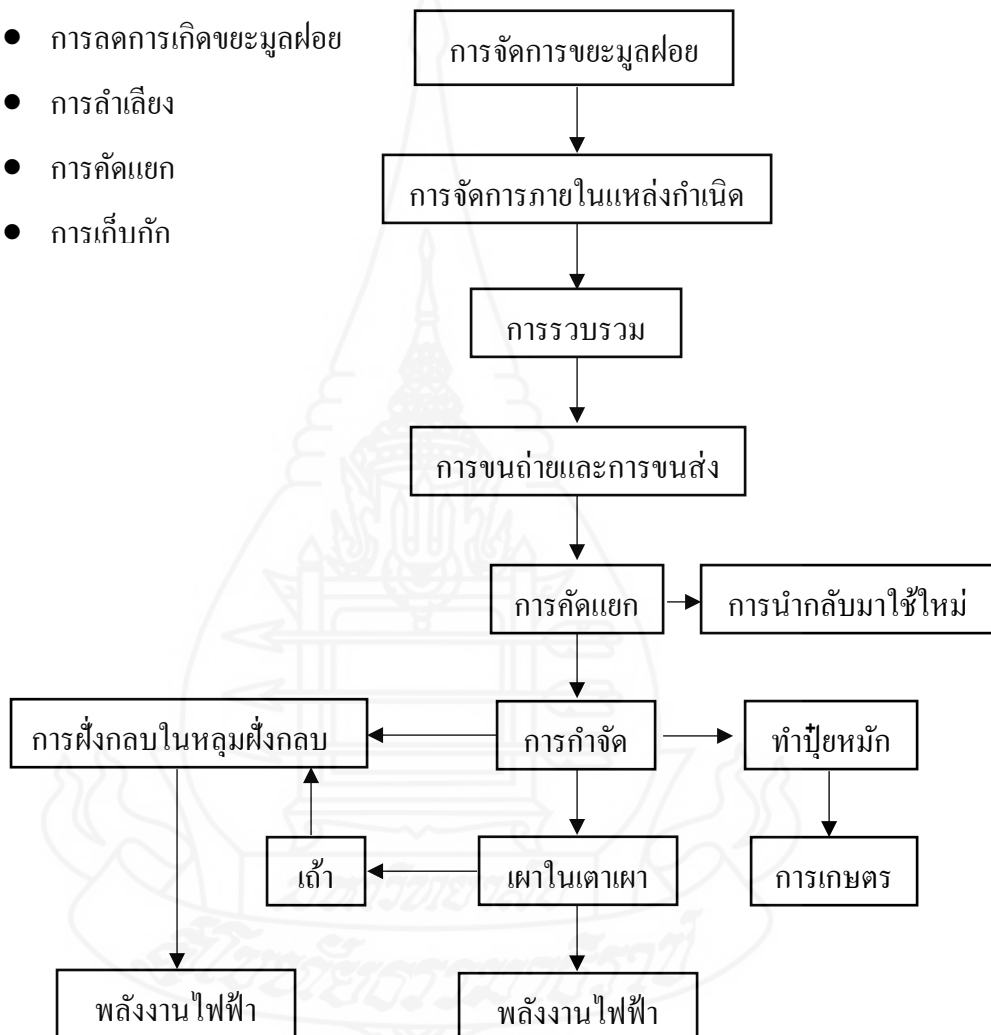 ● การลดการเกิดขยะมูลฝอย
● การลำเลียง
● การคัดแยก
● การเก็บกัก
การจัดการขยะมูลฝอย
การจัดการภายในแหล่งกำเนิด
การรวบรวม
การขนถ่ายและการขนส่ง
การคัดแยก
การนำกลับมาใช้ใหม่
การฝั่งกลบในหลุมฝั่งกลบ
การกำจัด
ทำปุ๋ยหมัก
เถ้า
เผาในเตาเผา
การเกษตร
พลังงานไฟฟ้า
พลังงานไฟฟ้า